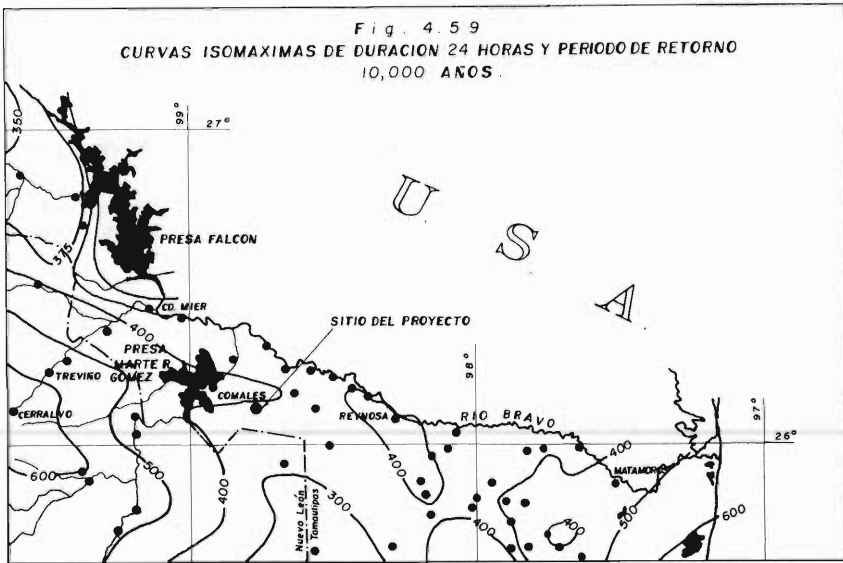 Fig. 4.59
CURVAS ISOMAXIMAS DE DURACION 24 HORAS Y PERIODO DE RETORNO
10,000 AÑOS.
350
99°
27°
U S A
PRESA FALCON
375
CD. MIER
400
SITIO DEL PROYECTO
PRESA
MARTE R.
GOMEZ
TREVIÑO
COMALES
98°
97°
CERRALVO
REYNOSA
RIO BRAVO
26°
400
400
MATAMOROS
600
500
400
300
Nuevo León
Tamaulipas
400
400
500
600